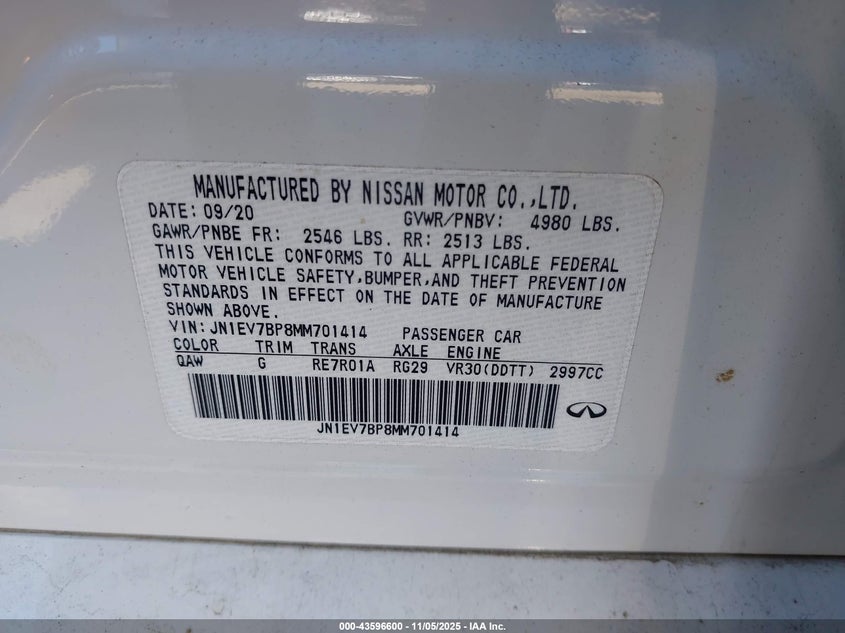 MANUFACTURED BY NISSAN MOTOR CO.,LTD.
DATE: 09/20 GVWR/PNBV: 4980 LBS.
GAWR/PNBE FR: 2546 LBS. RR: 2513 LBS.
THIS VEHICLE CONFORMS TO ALL APPLICABLE FEDERAL
MOTOR VEHICLE SAFETY,BUMPER,AND THEFT PREVENTION
STANDARDS IN EFFECT ON THE DATE OF MANUFACTURE
SHOWN ABOVE.
VIN:JN1EV7BP8MM701414 PASSENGER CAR
COLOR TRIM TRANS AXLE ENGINE
QAW G RE7R01A RG29 VR30(DDTT) 2997CC
JN1EV7BP8MM701414
000-43596600 - 11/05/2025 - IAA Inc.